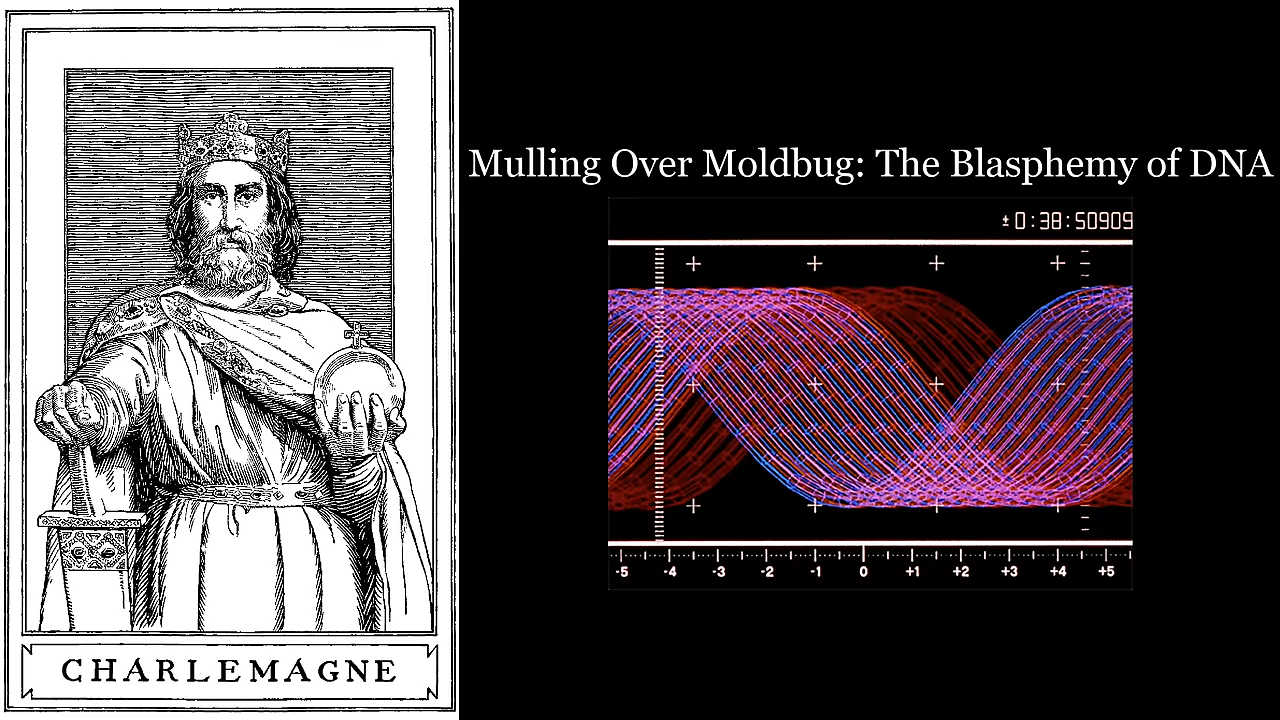 CHARLEMAGNE
Mulling Over Moldbug: The Blasphemy of DNA
±0:38:50909
-5 -4 -3 -2 -1 0 +1 +2 +3 +4 +5